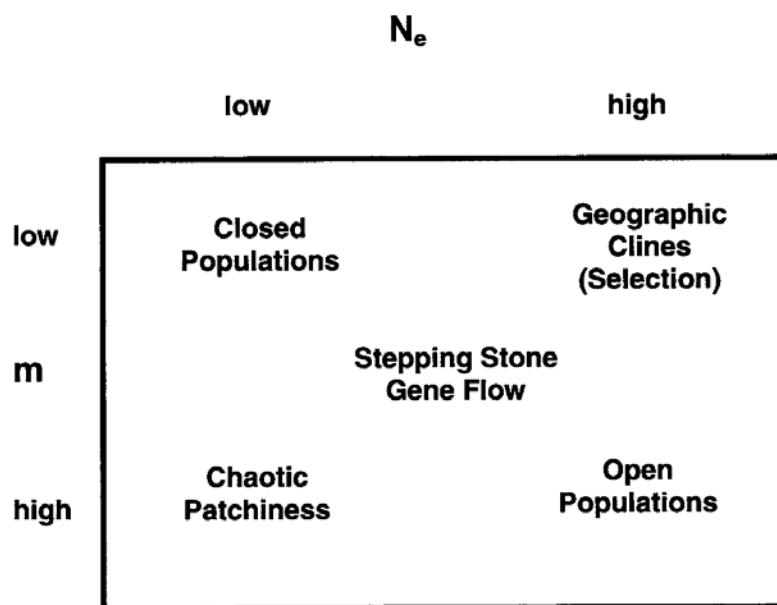 Ne
low high
low
Closed
Populations
Geographic
Clines
(Selection)
m
Stepping Stone
Gene Flow
high
Chaotic
Patchiness
Open
Populations